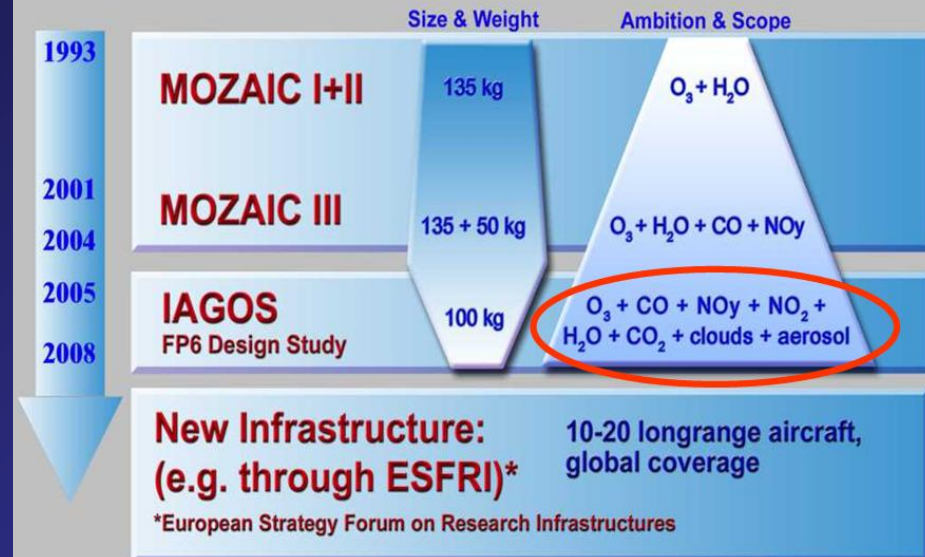 Size & Weight
Ambition & Scope
1993
MOZAIC I+II
135 kg
O₃ + H₂O
2001
MOZAIC III
135 + 50 kg
O₃ + H₂O + CO + NOy
2004
2005
IAGOS
100 kg
O₃ + CO + NOy + NO₂ +
H₂O + CO₂ + clouds + aerosol
FP6 Design Study
2008
New Infrastructure:
(e.g. through ESFRI)*
10-20 longrange aircraft,
global coverage
*European Strategy Forum on Research Infrastructures